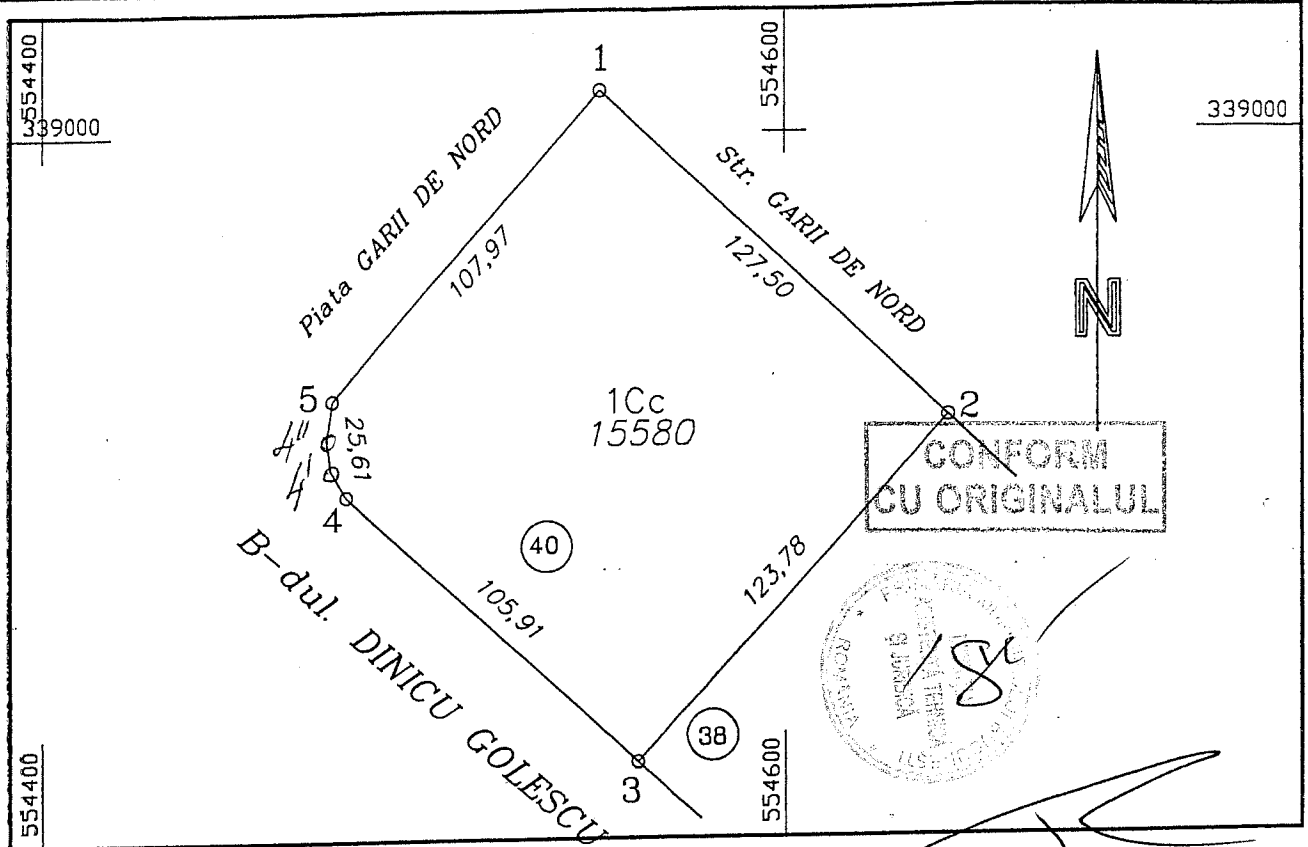 554400
339000
1
554600
339000
Piata GARII DE NORD
107,97
Str. GARII DE NORD
127,50
N
5
4"
4'
25,61
4
1Cc
15580
2
CONFORM
CU ORIGINALUL
40
B-dul. DINICU GOLESCU
105,91
123,78
ROMANIA
38
3
554400
554600